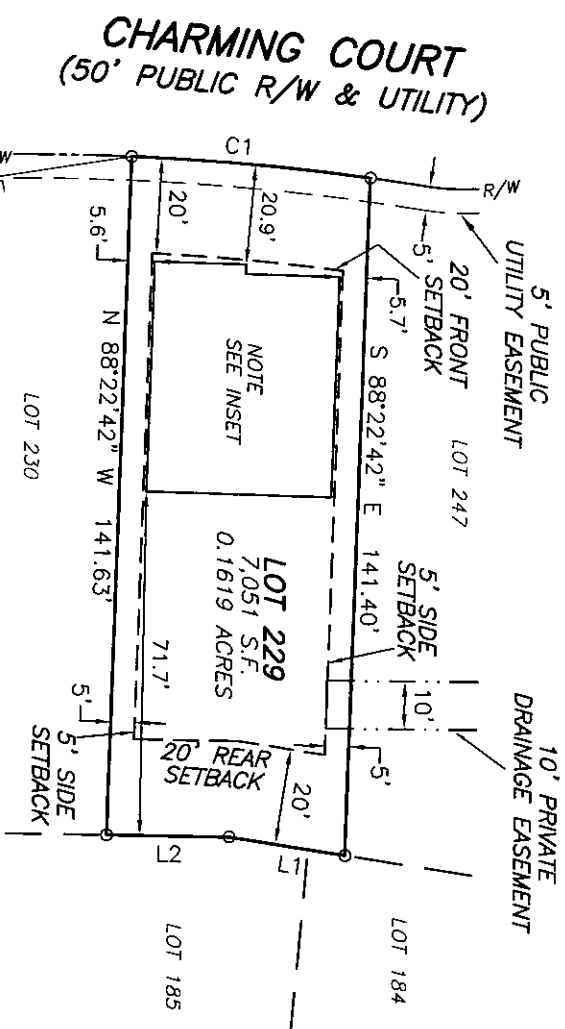 CHARMING COURT
(50' PUBLIC R/W & UTILITY)
C1
R/W
5' PUBLIC
UTILITY EASEMENT
20'
20.9'
5'
20' FRONT
SETBACK
5.6'
5.7'
NOTE
SEE INSET
N 88°22'42" W 141.63'
S 88°22'42" E 141.40'
LOT 247
LOT 230
LOT 229
7,051 S.F.
0.1619 ACRES
5' SIDE
SETBACK
10'
10' PRIVATE
DRAINAGE EASEMENT
71.7'
5'
5' SIDE
SETBACK
20' REAR
SETBACK
20'
5'
L2
L1
LOT 184
LOT 185